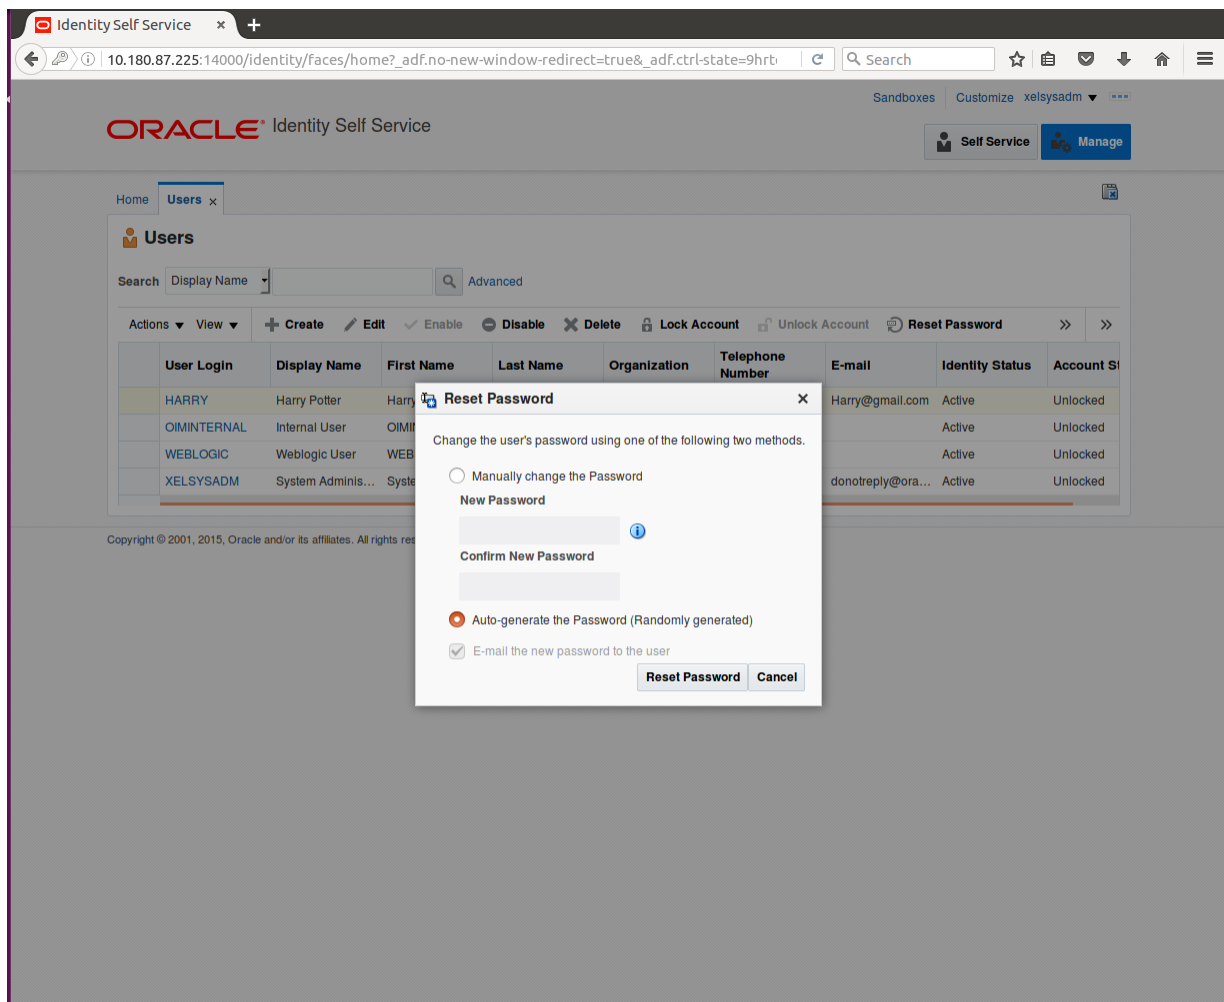 Identity Self Service
10.180.87.225:14000/identity/faces/home?_adf.no-new-window-redirect=true&_adf.ctrl-state=9hrt
Search
Sandboxes Customize xelsysadm
ORACLE Identity Self Service
Self Service Manage
Home Users
Users
Search Display Name Advanced
Actions View Create Edit Enable Disable Delete Lock Account Unlock Account Reset Password
User Login Display Name First Name Last Name Organization Telephone Number E-mail Identity Status Account St
HARRY Harry Potter Harry Harry@gmail.com Active Unlocked
OIMINTERNAL Internal User OIMI Active Unlocked
WEBLOGIC Weblogic User WEB Active Unlocked
XELSYSADM System Adminis... Syste donotreply@ora... Active Unlocked
Copyright © 2001, 2015, Oracle and/or its affiliates. All rights res
Reset Password
Change the user's password using one of the following two methods.
Manually change the Password
New Password
Confirm New Password
Auto-generate the Password (Randomly generated)
E-mail the new password to the user
Reset Password Cancel